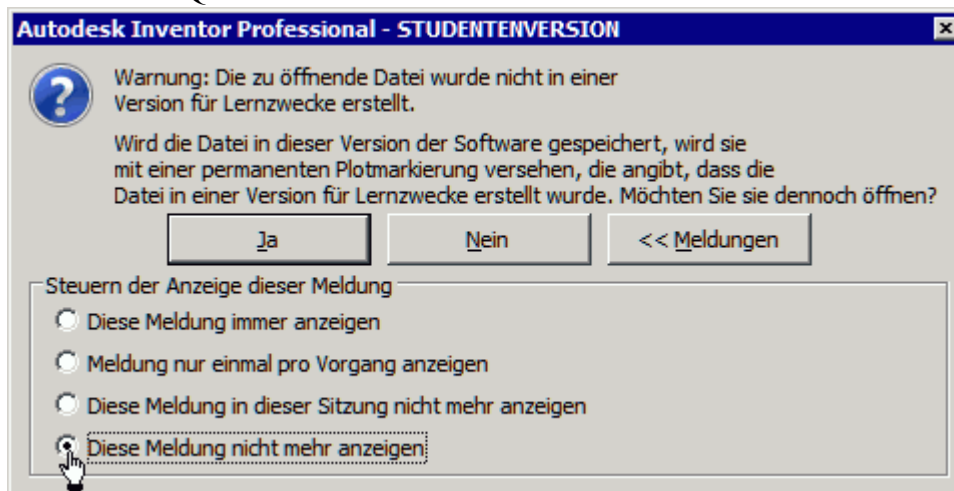 Autodesk Inventor Professional - STUDENTENVERSION
Warnung: Die zu öffnende Datei wurde nicht in einer
Version für Lernzwecke erstellt.
Wird die Datei in dieser Version der Software gespeichert, wird sie
mit einer permanenten Plotmarkierung versehen, die angibt, dass die
Datei in einer Version für Lernzwecke erstellt wurde. Möchten Sie sie dennoch öffnen?
Ja
Nein
<< Meldungen
Steuern der Anzeige dieser Meldung
Diese Meldung immer anzeigen
Meldung nur einmal pro Vorgang anzeigen
Diese Meldung in dieser Sitzung nicht mehr anzeigen
Diese Meldung nicht mehr anzeigen